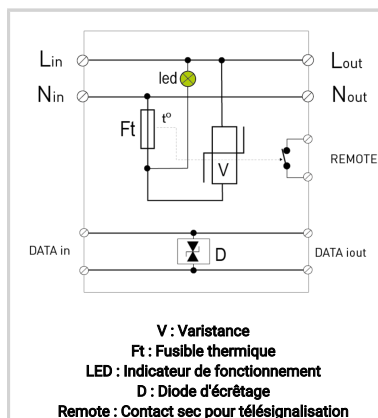 Lin
Lout
led
Nin
Nout
Ft
t°
V
REMOTE
DATA in
D
DATA iout
V : Varistance
Ft : Fusible thermique
LED : Indicateur de fonctionnement
D : Diode d'écrêtage
Remote : Contact sec pour télésignalisation